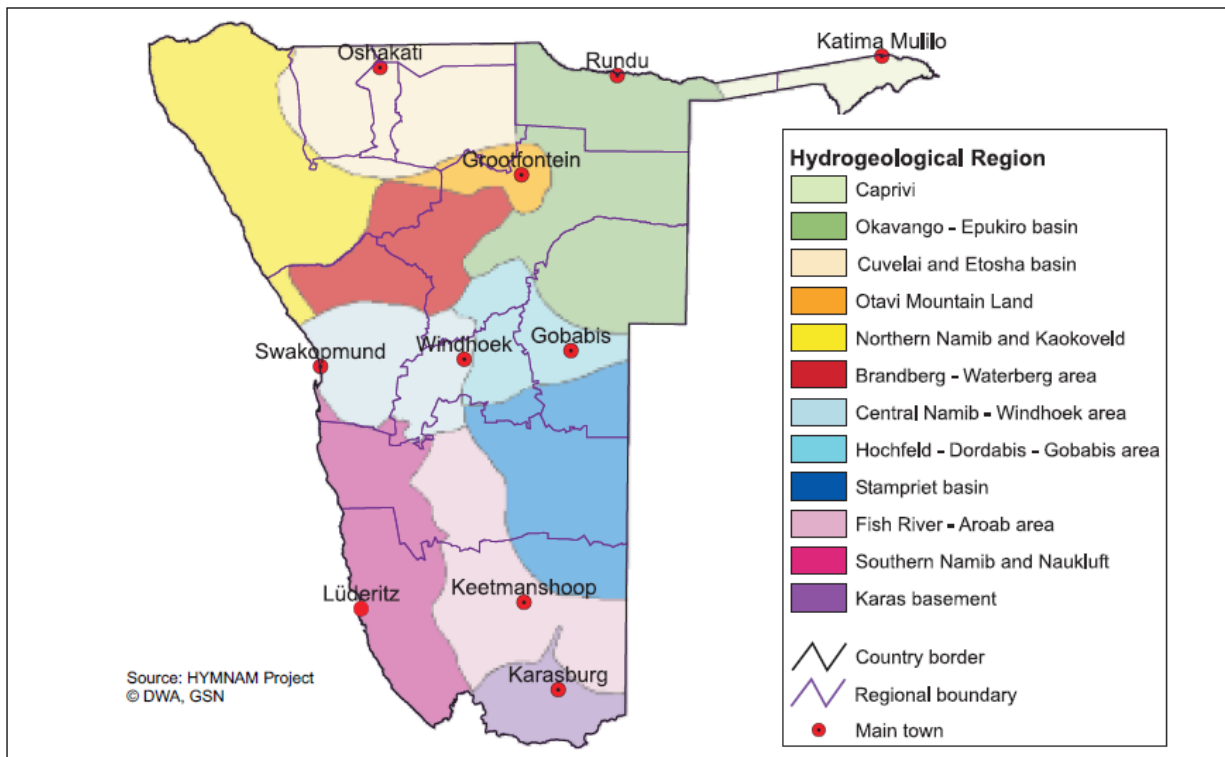 Oshakati
Rundu
Katima Mulilo
Grootfontein
Swakopmund
Windhoek
Gobabis
Lüderitz
Keetmanshoop
Karasburg
Source: HYMNAM Project
© DWA, GSN
Hydrogeological Region
Caprivi
Okavango - Epukiro basin
Cuvelai and Etosha basin
Otavi Mountain Land
Northern Namib and Kaokoveld
Brandberg - Waterberg area
Central Namib - Windhoek area
Hochfeld - Dordabis - Gobabis area
Stampriet basin
Fish River - Aroab area
Southern Namib and Naukluft
Karas basement
Country border
Regional boundary
Main town